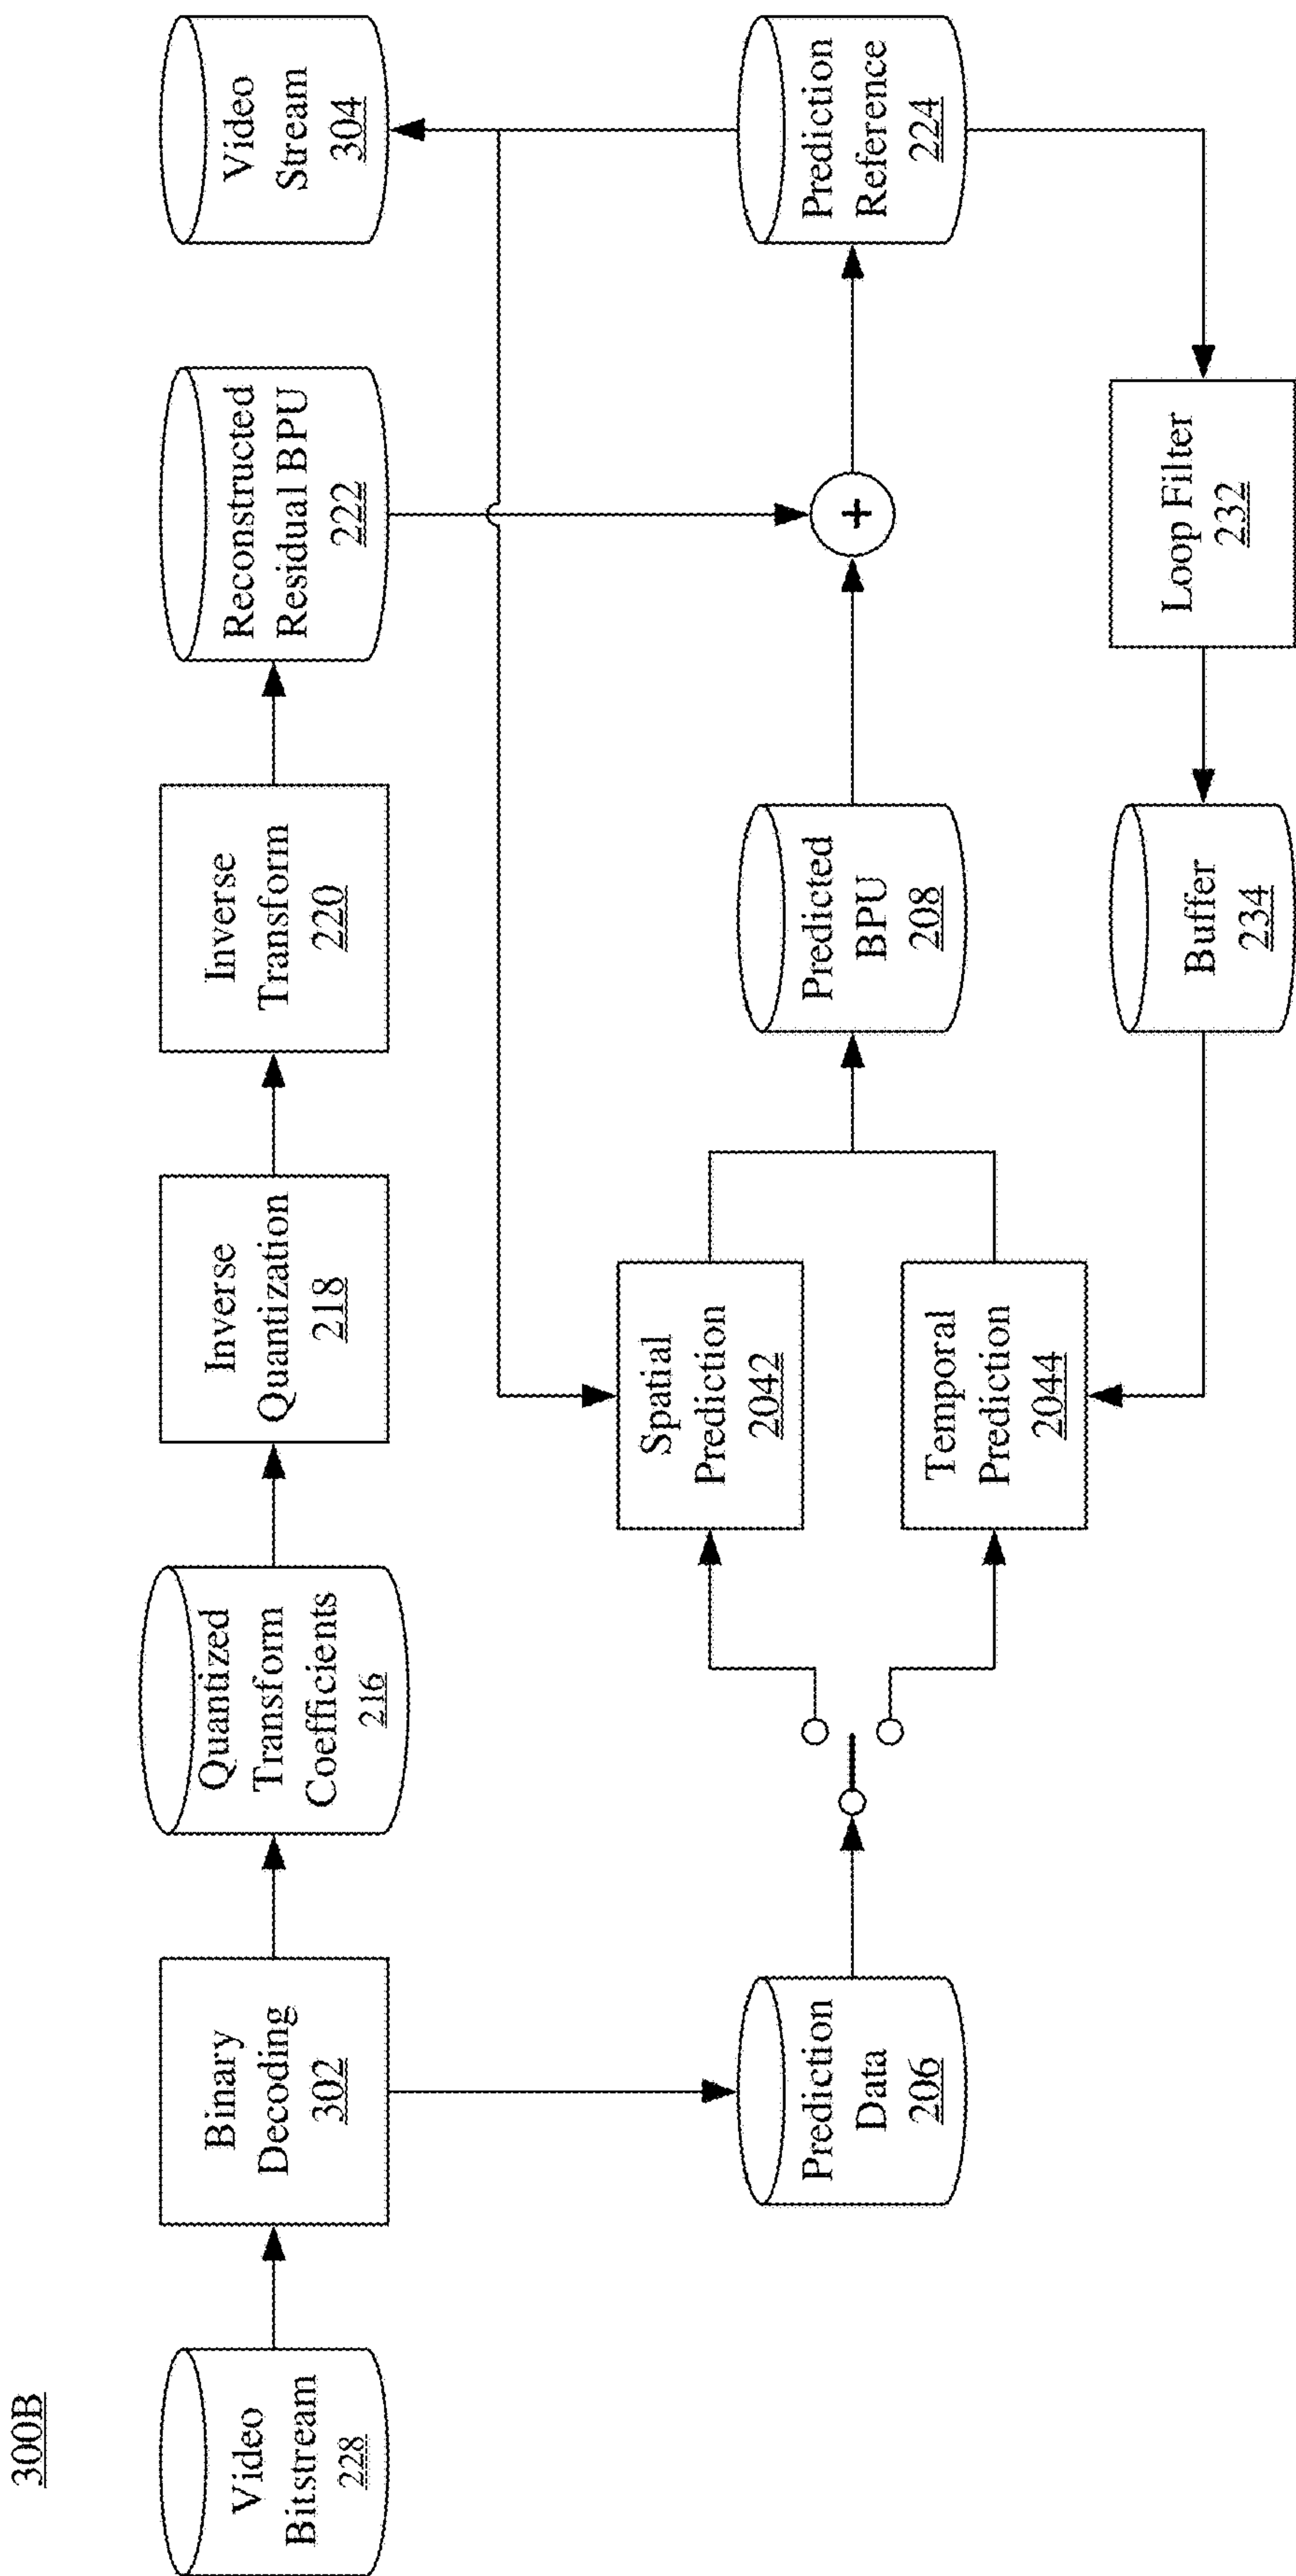 300B
Video
Bitstream
228
Binary
Decoding
302
Quantized
Transform
Coefficients
216
Inverse
Quantization
218
Inverse
Transform
220
Reconstructed
Residual BPU
222
Video
Stream
304
Prediction
Data
206
Spatial
Prediction
2042
Temporal
Prediction
2044
Predicted
BPU
208
+
Prediction
Reference
224
Buffer
234
Loop Filter
232